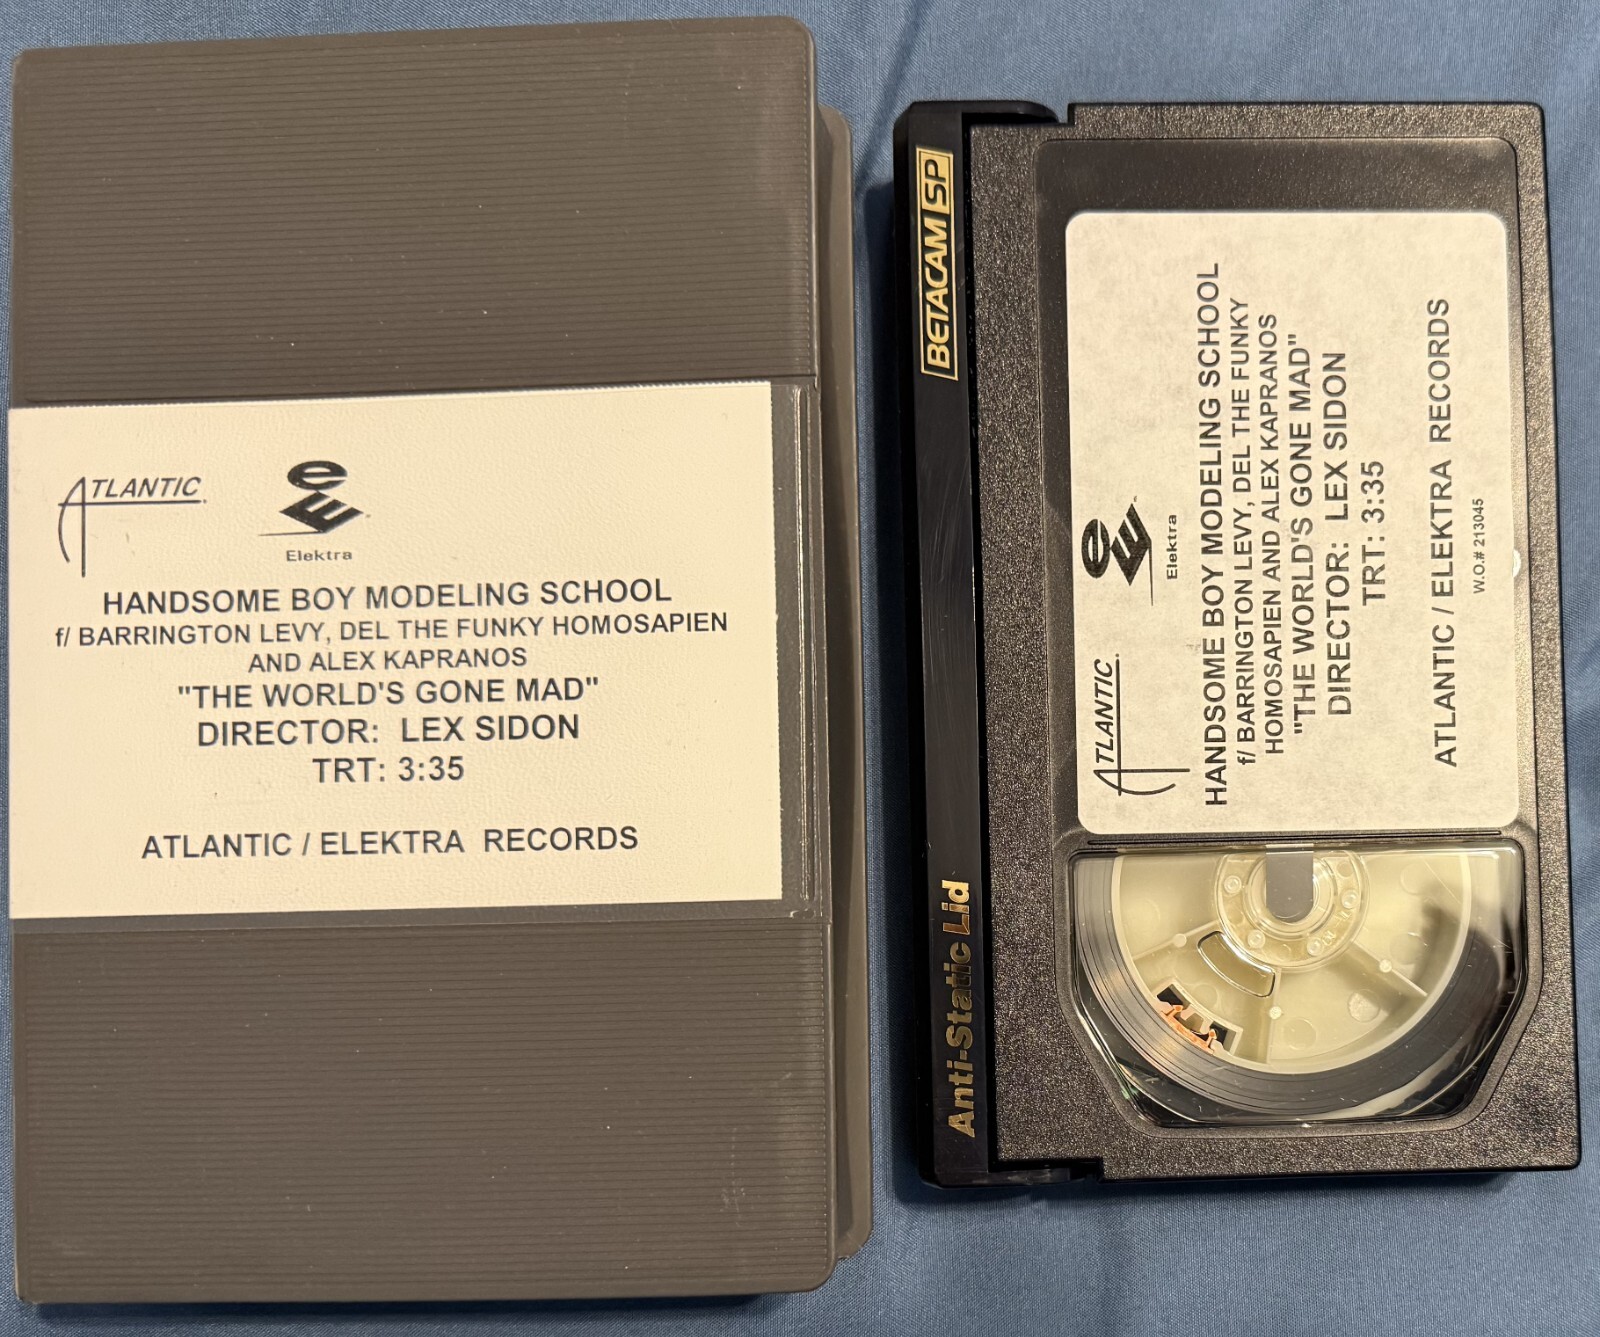 ATLANTIC
Elektra
HANDSOME BOY MODELING SCHOOL
f/ BARRINGTON LEVY, DEL THE FUNKY HOMOSAPIEN
AND ALEX KAPRANOS
"THE WORLD'S GONE MAD"
DIRECTOR: LEX SIDON
TRT: 3:35
ATLANTIC / ELEKTRA RECORDS
BETACAM SP
Anti-Static Lid
ATLANTIC
Elektra
HANDSOME BOY MODELING SCHOOL
f/ BARRINGTON LEVY, DEL THE FUNKY
HOMOSAPIEN AND ALEX KAPRANOS
"THE WORLD'S GONE MAD"
DIRECTOR: LEX SIDON
TRT: 3:35
ATLANTIC / ELEKTRA RECORDS
W.O.# 213045